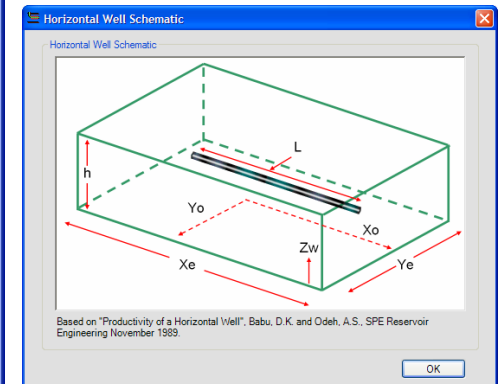 Horizontal Well Schematic
Horizontal Well Schematic
L
h
Yo
Xo
Zw
Xe
Ye
Based on "Productivity of a Horizontal Well", Babu, D.K. and Odeh, A.S., SPE Reservoir
Engineering November 1989.
OK